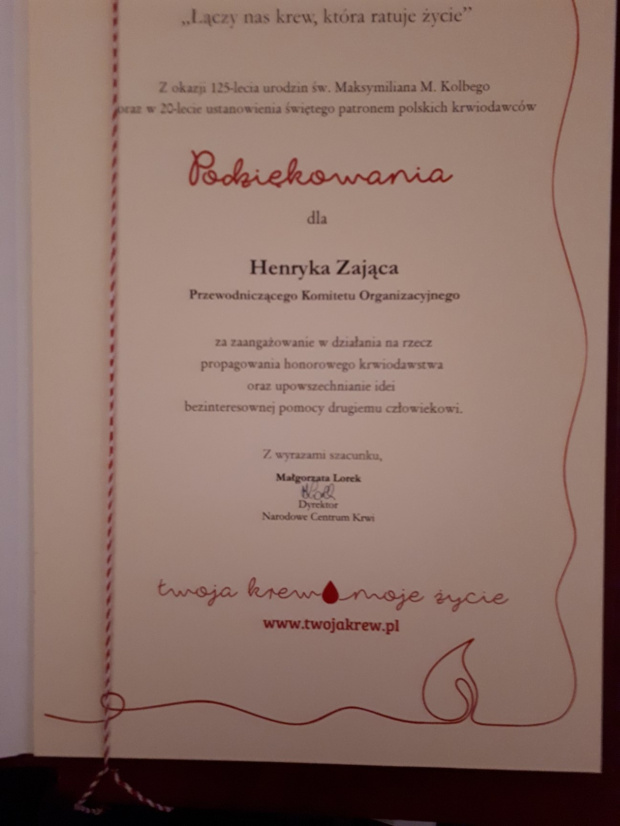 „Łączy nas krew, która ratuje życie”
Z okazji 125-lecia urodzin św. Maksymiliana M. Kolbego
oraz w 20-lecie ustanowienia świętego patronem polskich krwiodawców
Podziękowania
dla
Henryka Zająca
Przewodniczącego Komitetu Organizacyjnego
za zaangażowanie w działania na rzecz
propagowania honorowego krwiodawstwa
oraz upowszechnianie idei
bezinteresownej pomocy drugiemu człowiekowi.
Z wyrazami szacunku,
Małgorzata Lorek
Dyrektor
Narodowe Centrum Krwi
twoja krew moje życie
www.twojakrew.pl